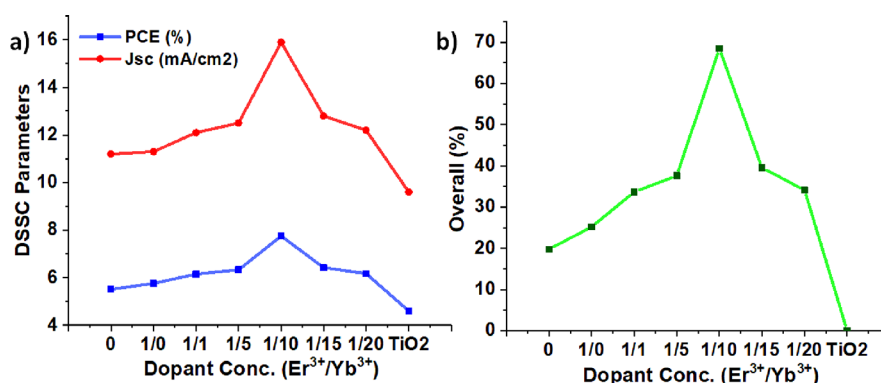 a)
PCE (%)
Jsc (mA/cm2)
DSSC Parameters
16
14
12
10
8
6
4
0 1/0 1/1 1/5 1/10 1/15 1/20 TiO2
Dopant Conc. (Er³⁺/Yb³⁺)
b)
Overall (%)
70
60
50
40
30
20
10
0
0 1/0 1/1 1/5 1/10 1/15 1/20 TiO2
Dopant Conc. (Er³⁺/Yb³⁺)